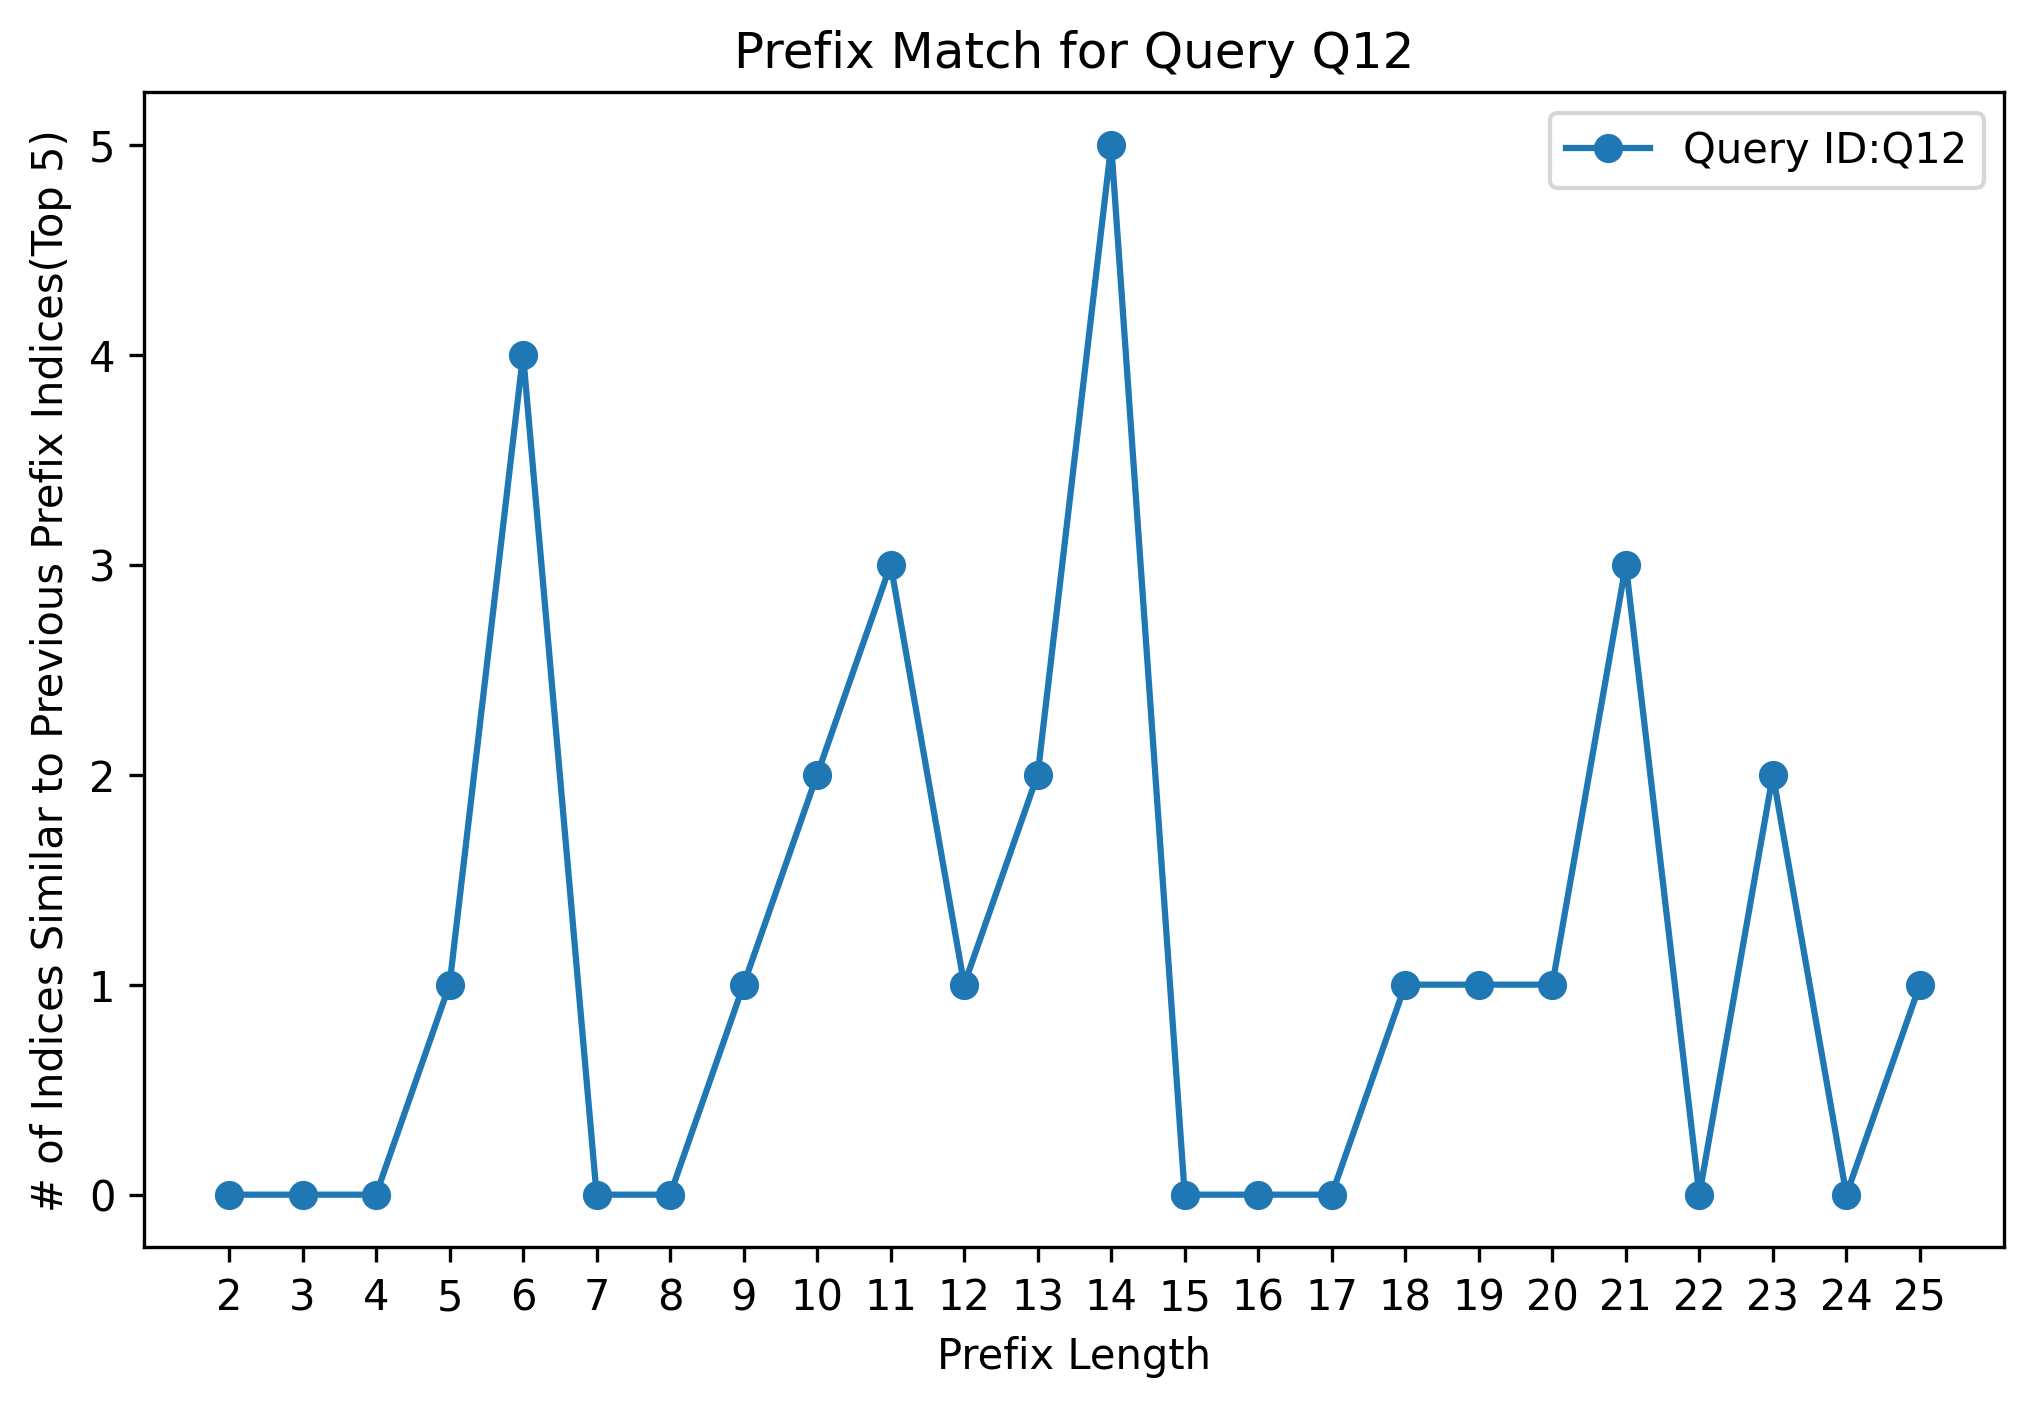 Prefix Match for Query Q12
Query ID:Q12
# of Indices Similar to Previous Prefix Indices(Top 5)
5
4
3
2
1
0
2 3 4 5 6 7 8 9 10 11 12 13 14 15 16 17 18 19 20 21 22 23 24 25
Prefix Length